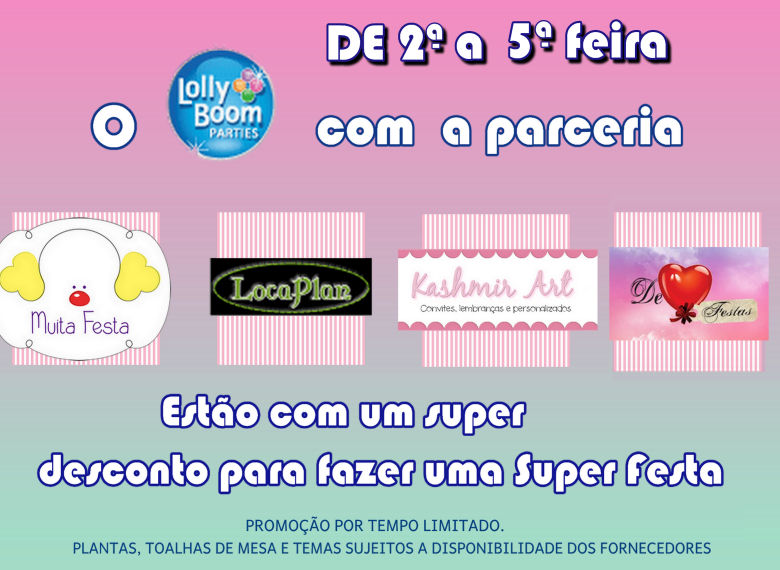 DE 2ª a 5ª feira
O Lolly Boom PARTIES com a parceria
Muita Festa
LocaPlan
Kashmir Art
Convites, lembranças e personalizados
De
Festas
Estão com um super
desconto para fazer uma Super Festa
PROMOÇÃO POR TEMPO LIMITADO.
PLANTAS, TOALHAS DE MESA E TEMAS SUJEITOS A DISPONIBILIDADE DOS FORNECEDORES